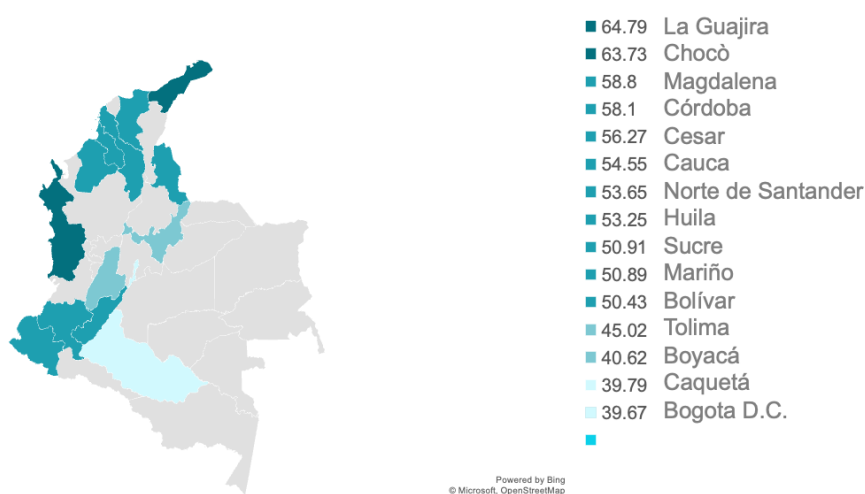 64.79 La Guajira
63.73 Chocò
58.8 Magdalena
58.1 Córdoba
56.27 Cesar
54.55 Cauca
53.65 Norte de Santander
53.25 Huila
50.91 Sucre
50.89 Mariño
50.43 Bolívar
45.02 Tolima
40.62 Boyacá
39.79 Caquetá
39.67 Bogota D.C.
Powered by Bing
© Microsoft, OpenStreetMap